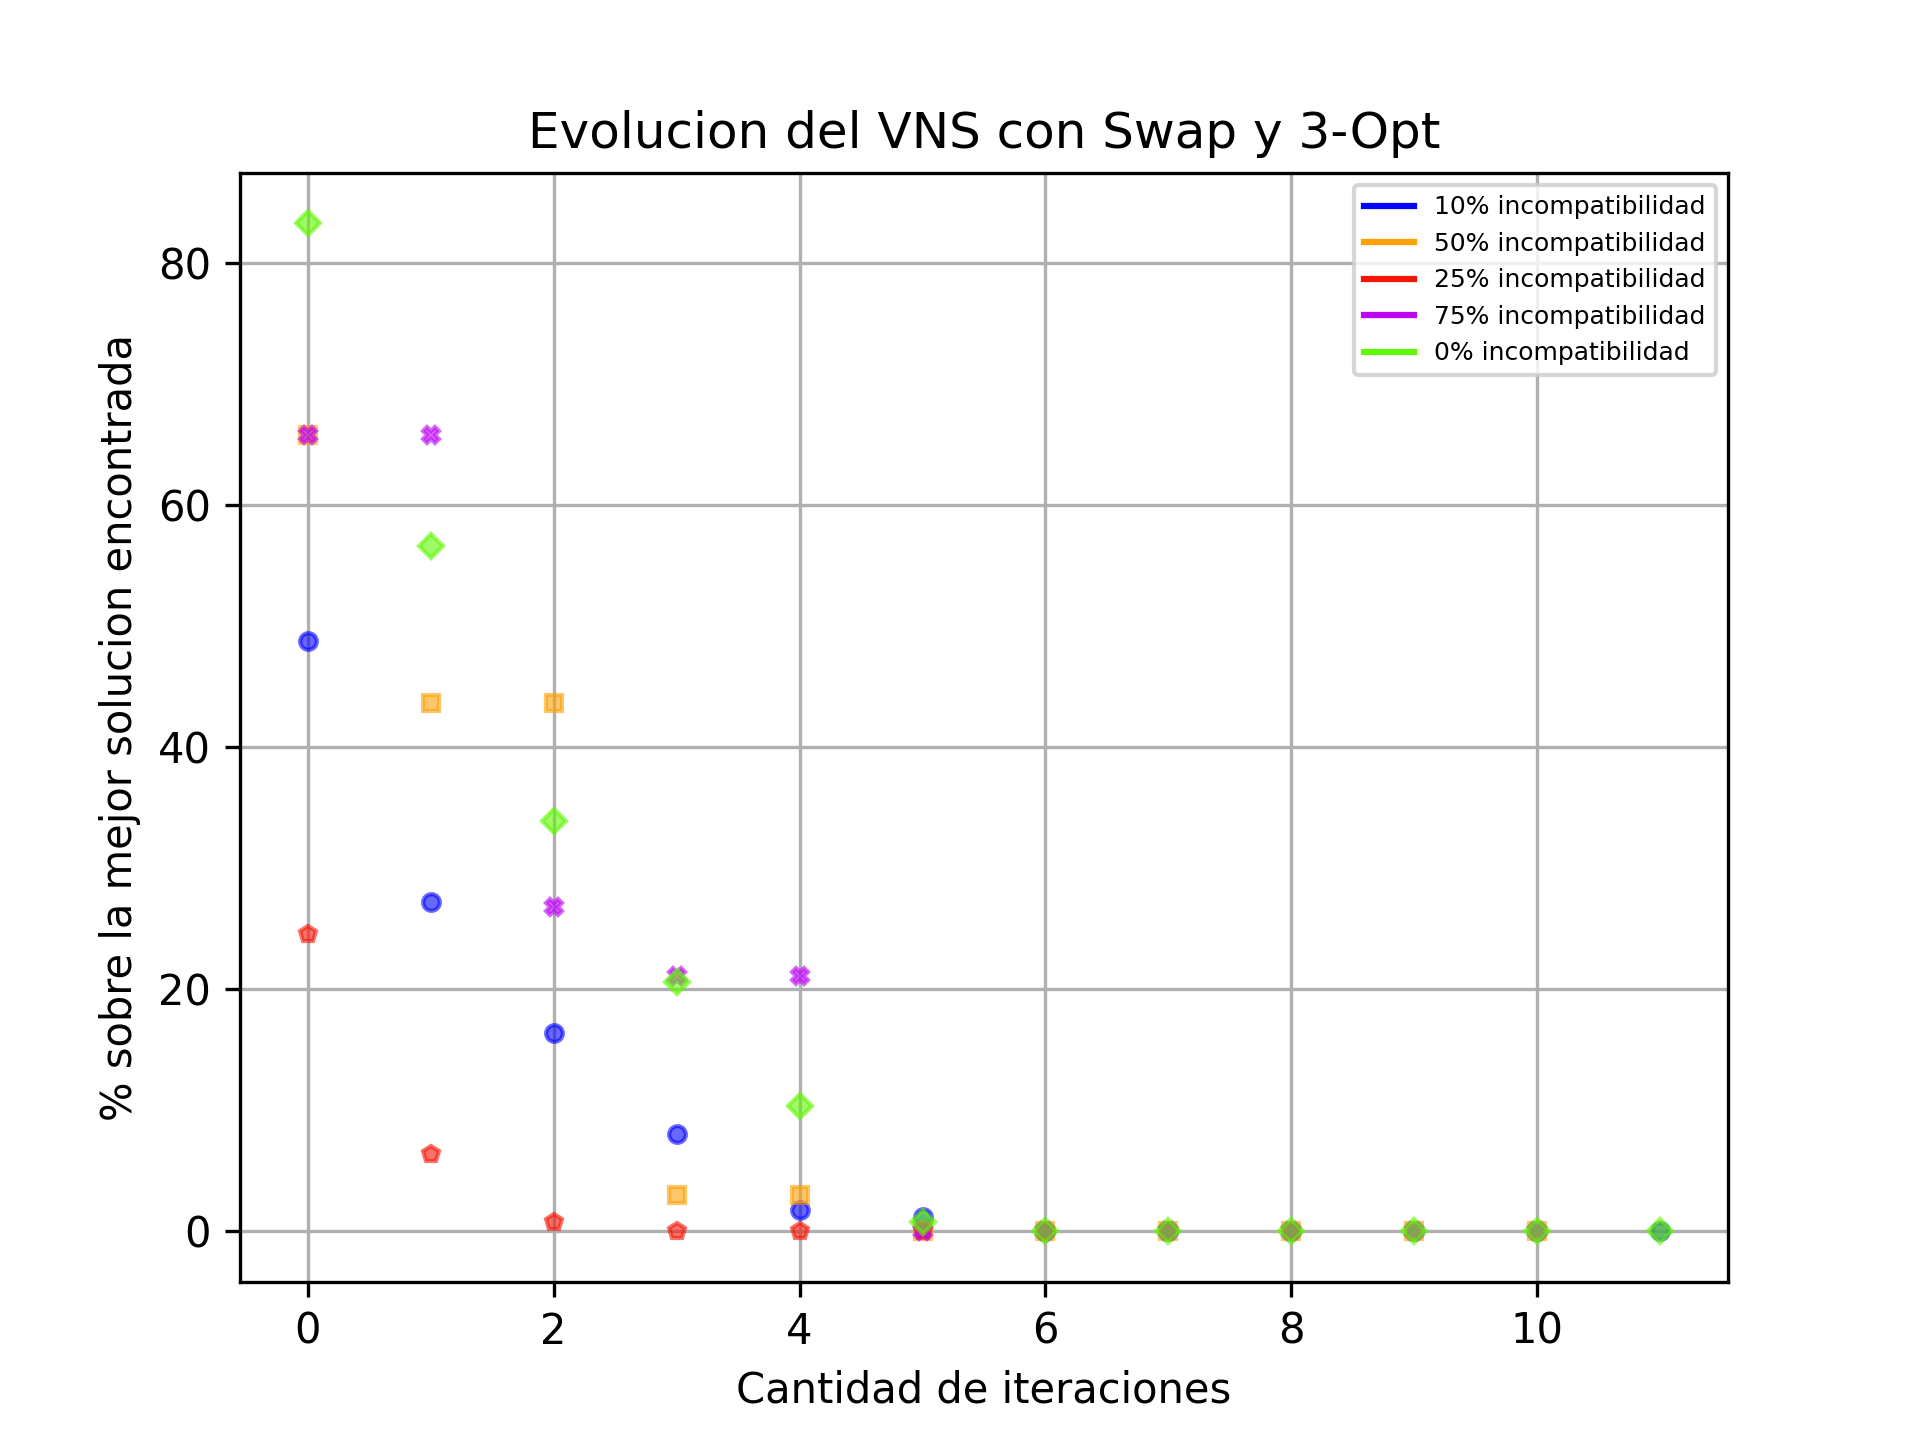 Evolucion del VNS con Swap y 3-Opt
10% incompatibilidad
50% incompatibilidad
25% incompatibilidad
75% incompatibilidad
0% incompatibilidad
% sobre la mejor solucion encontrada
80
60
40
20
0
0 2 4 6 8 10
Cantidad de iteraciones